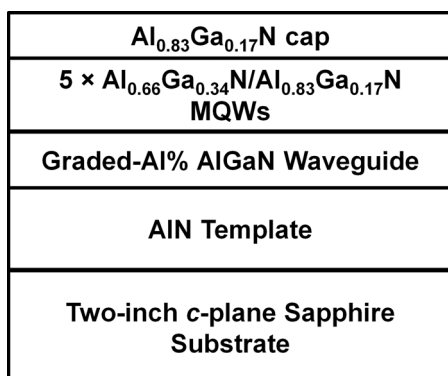 Al₀.₈₃Ga₀.₁₇N cap
5 × Al₀.₆₆Ga₀.₃₄N/Al₀.₈₃Ga₀.₁₇N
MQWs
Graded-Al% AlGaN Waveguide
AlN Template
Two-inch c-plane Sapphire
Substrate